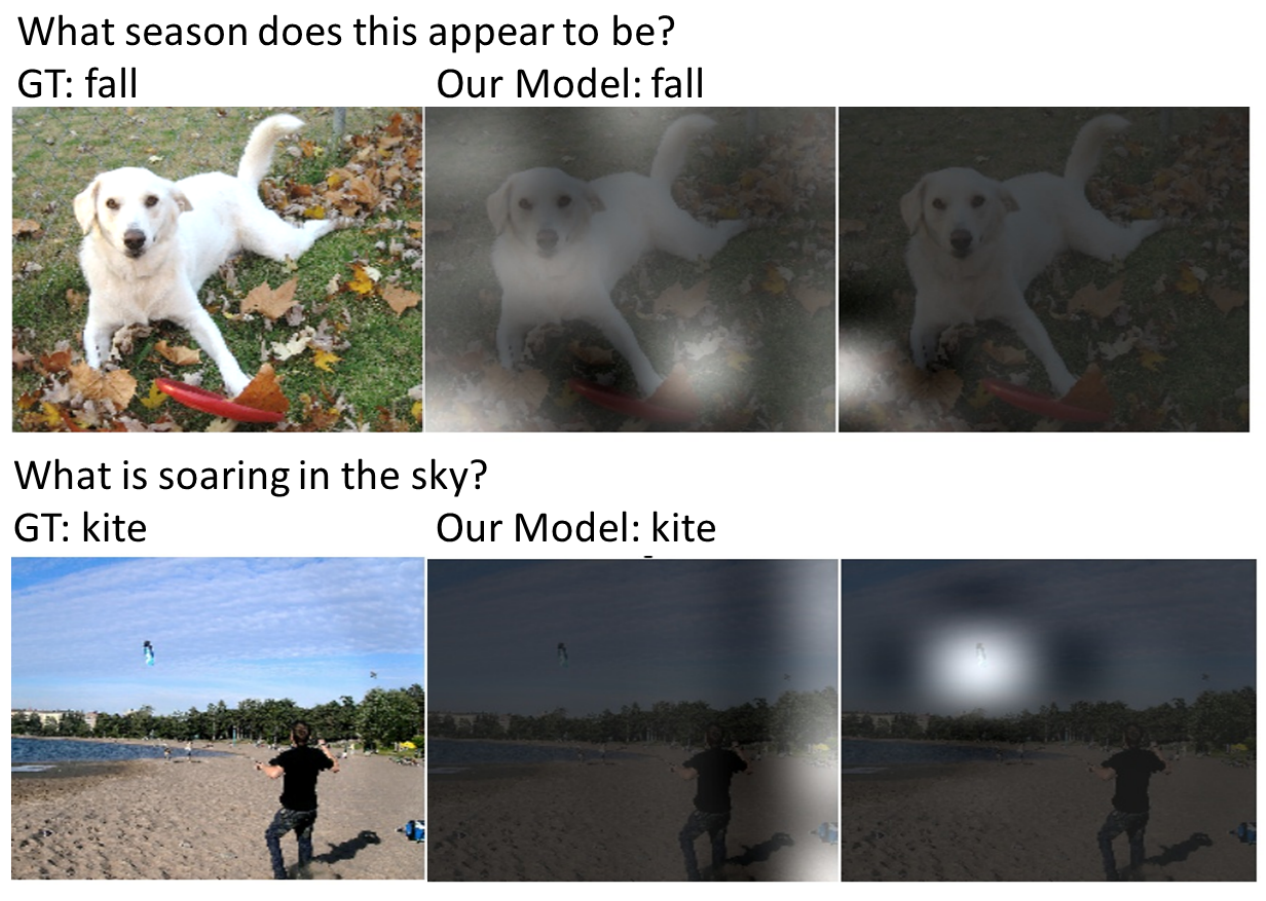 What season does this appear to be?
GT: fall
Our Model: fall
What is soaring in the sky?
GT: kite
Our Model: kite